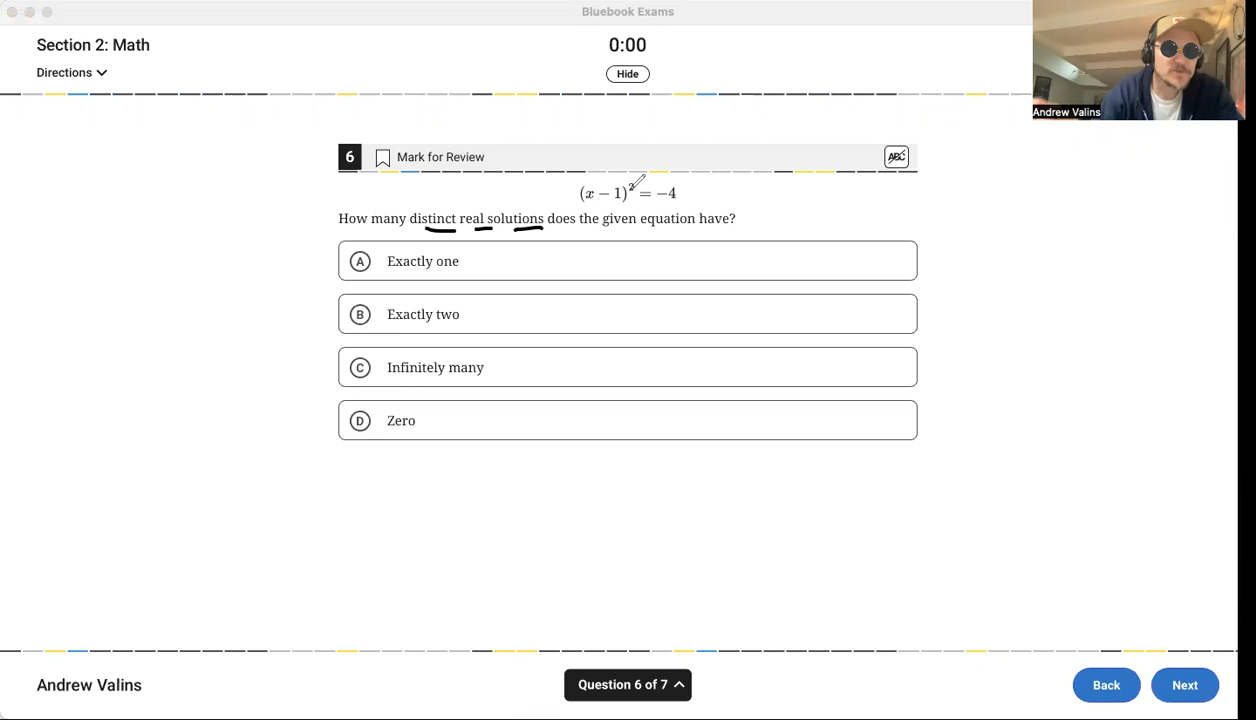 Bluebook Exams
Section 2: Math
0:00
Directions
Hide
Andrew Valins
6 Mark for Review ABC
(x − 1)² = −4
How many distinct real solutions does the given equation have?
A Exactly one
B Exactly two
C Infinitely many
D Zero
Andrew Valins
Question 6 of 7
Back
Next